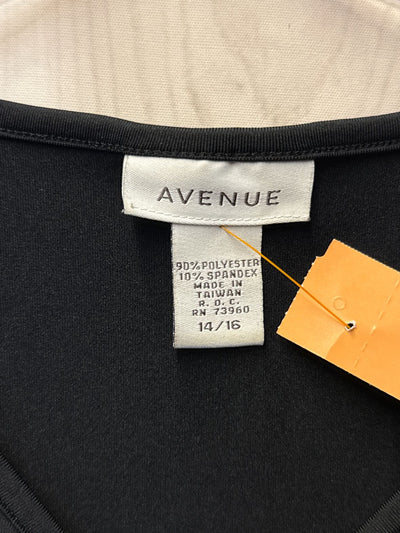 AVENUE
90% POLYESTER
10% SPANDEX
MADE IN
TAIWAN
R. O. C.
RN 73960
14/16